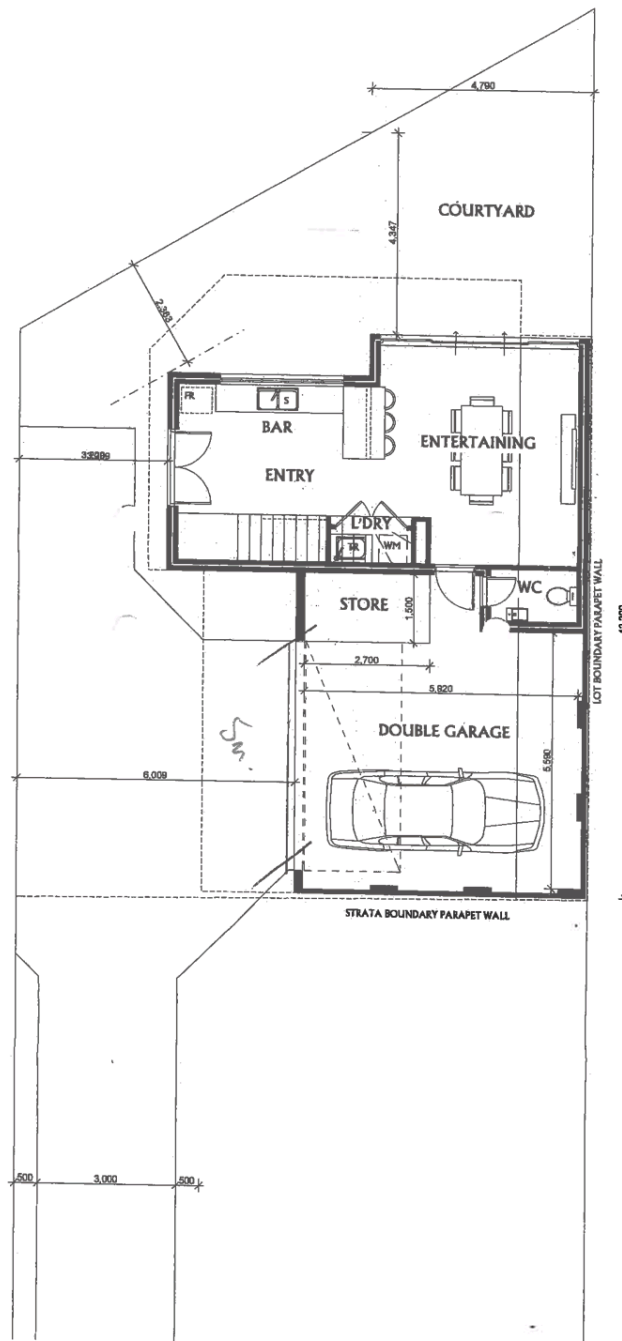 4,790
COURTYARD
4,347
2,363
FR
S
BAR
ENTERTAINING
ENTRY
L'DRY
TR
WM
WC
STORE
1,500
2,700
5,820
LOT BOUNDARY PARAPET WALL
DOUBLE GARAGE
5m
6,009
5,590
STRATA BOUNDARY PARAPET WALL
500
3,000
500